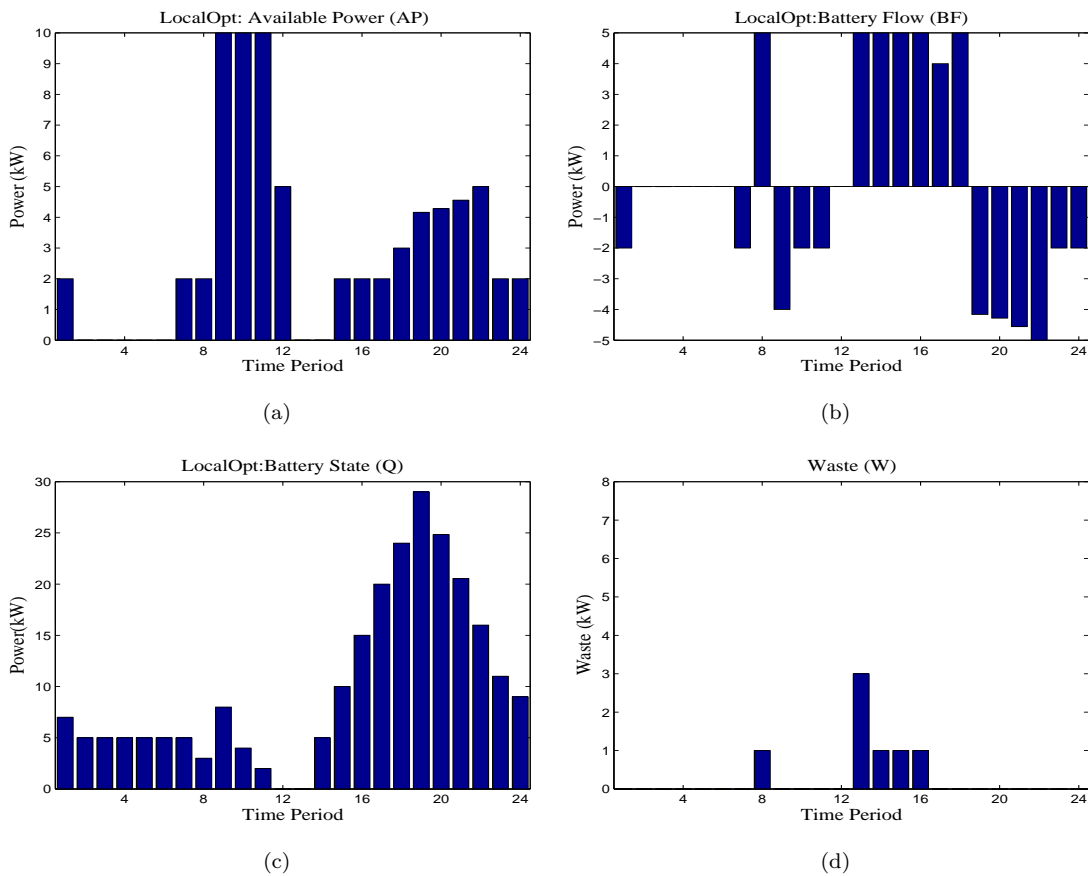 LocalOpt: Available Power (AP)
10
9
8
7
6
5
4
3
2
1
0
Power (kW)
4 8 12 16 20 24
Time Period
(a)
LocalOpt:Battery Flow (BF)
5
4
3
2
1
0
−1
−2
−3
−4
−5
Power (kW)
4 8 12 16 20 24
Time Period
(b)
LocalOpt:Battery State (Q)
30
25
20
15
10
5
0
Power(kW)
4 8 12 16 20 24
Time Period
(c)
Waste (W)
8
7
6
5
4
3
2
1
0
Waste (kW)
4 8 12 16 20 24
Time Period
(d)